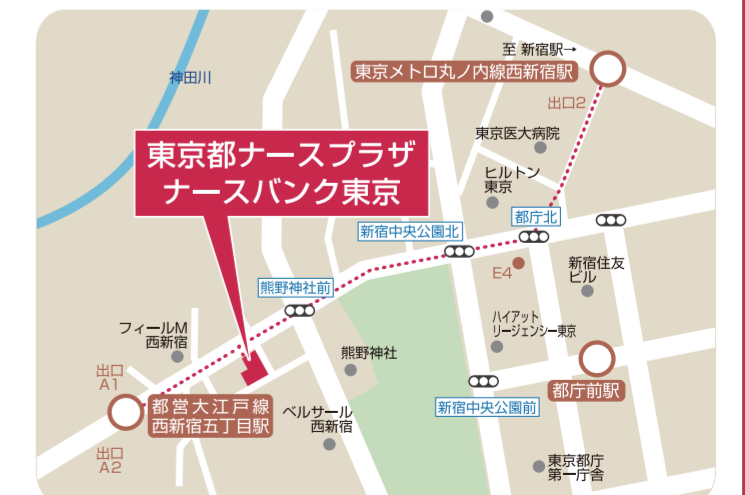 至 新宿駅→
東京メトロ丸ノ内線西新宿駅
神田川
出口2
東京医大病院
東京都ナースプラザ
ナースバンク東京
ヒルトン
東京
都庁北
新宿中央公園北
E4
新宿住友
ビル
熊野神社前
ハイアット
リージェンシー東京
フィールM
西新宿
熊野神社
出口
A1
都庁前駅
都営大江戸線
西新宿五丁目駅
ベルサール
西新宿
新宿中央公園前
出口
A2
東京都庁
第一庁舎